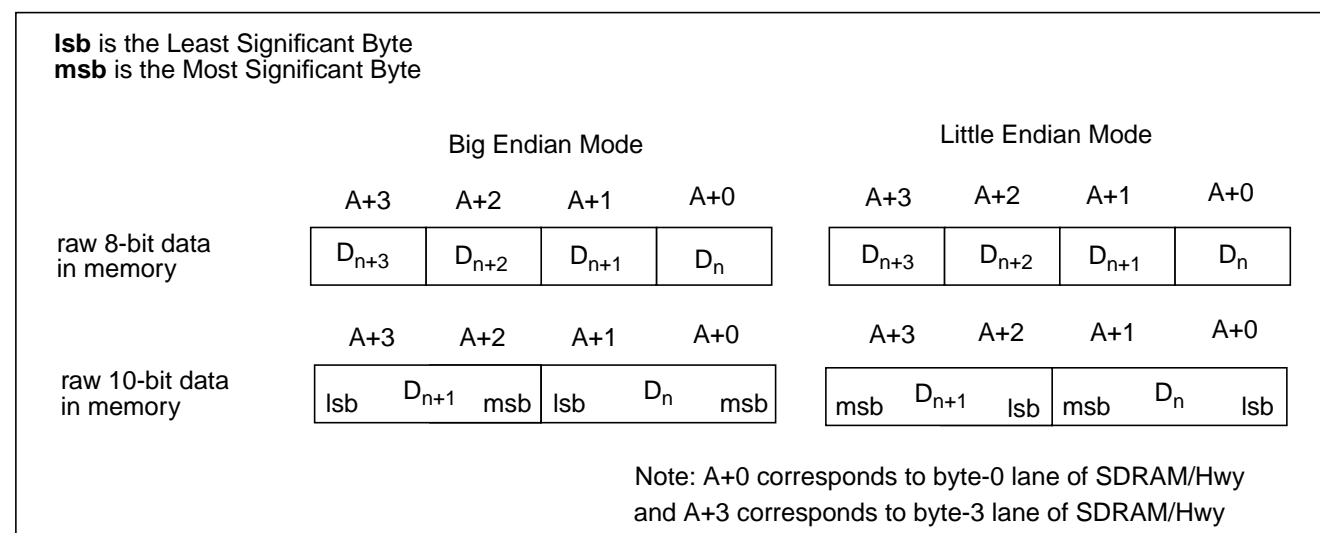 lsb is the Least Significant Byte
msb is the Most Significant Byte
Big Endian Mode
Little Endian Mode
A+3 A+2 A+1 A+0 A+3 A+2 A+1 A+0
raw 8-bit data
in memory
Dn+3 Dn+2 Dn+1 Dn Dn+3 Dn+2 Dn+1 Dn
A+3 A+2 A+1 A+0 A+3 A+2 A+1 A+0
raw 10-bit data
in memory
lsb Dn+1 msb lsb Dn msb msb Dn+1 lsb msb Dn lsb
Note: A+0 corresponds to byte-0 lane of SDRAM/Hwy
and A+3 corresponds to byte-3 lane of SDRAM/Hwy